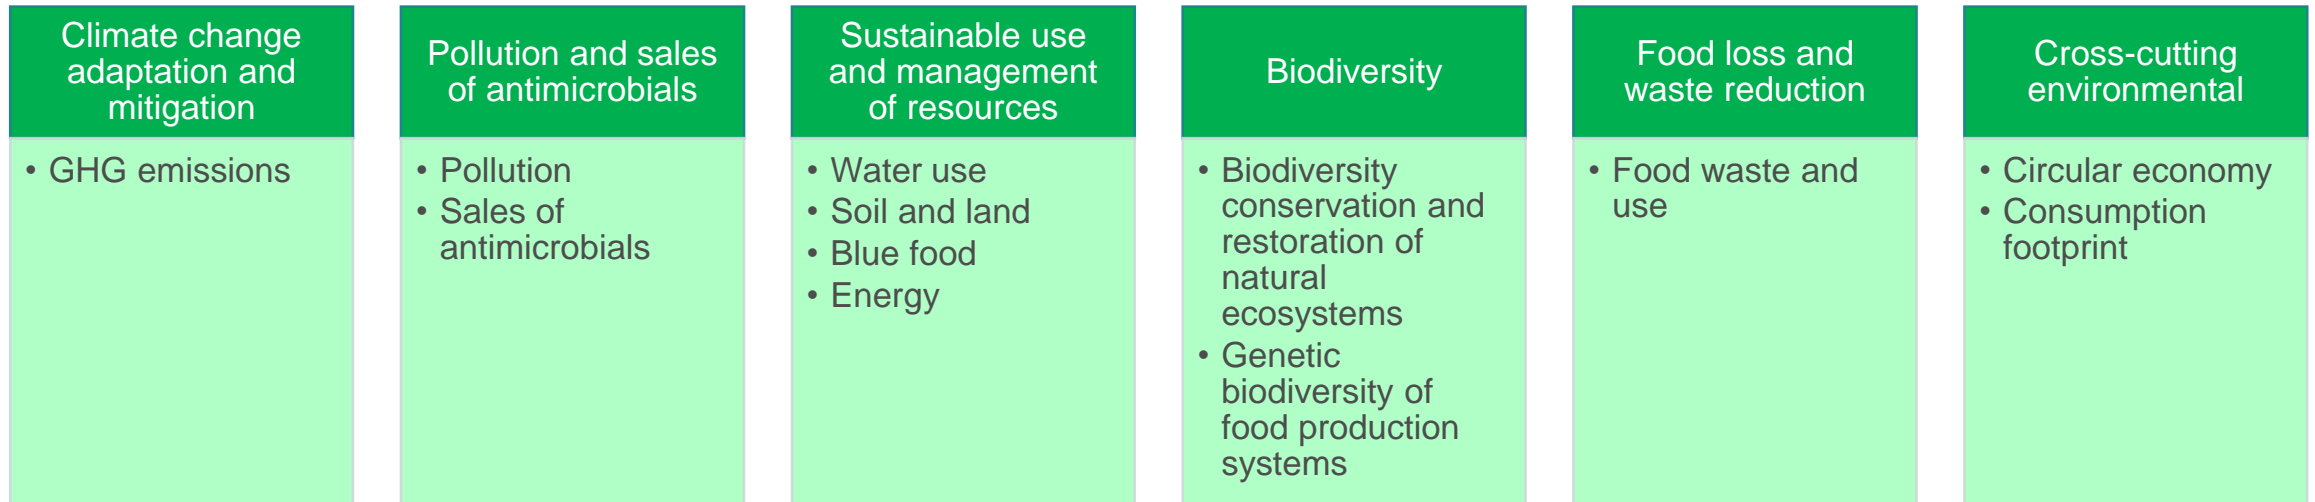 Climate change
adaptation and
mitigation
• GHG emissions
Pollution and sales
of antimicrobials
• Pollution
• Sales of
antimicrobials
Sustainable use
and management
of resources
• Water use
• Soil and land
• Blue food
• Energy
Biodiversity
• Biodiversity
conservation and
restoration of
natural
ecosystems
• Genetic
biodiversity of
food production
systems
Food loss and
waste reduction
• Food waste and
use
Cross-cutting
environmental
• Circular economy
• Consumption
footprint